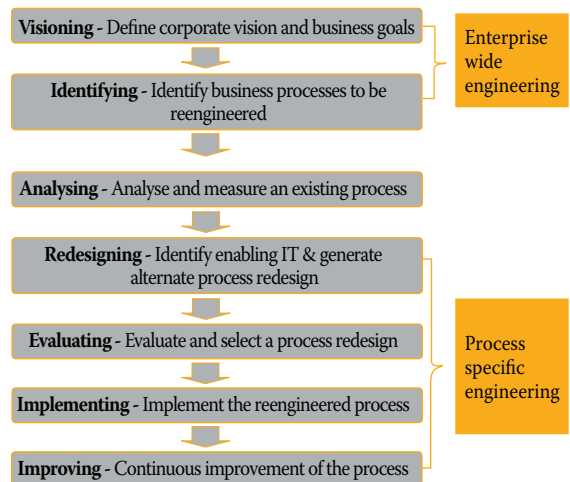 Visioning - Define corporate vision and business goals
Identifying - Identify business processes to be
reengineered
Enterprise
wide
engineering
Analysing - Analyse and measure an existing process
Redesigning - Identify enabling IT & generate
alternate process redesign
Evaluating - Evaluate and select a process redesign
Implementing - Implement the reengineered process
Improving - Continuous improvement of the process
Process
specific
engineering